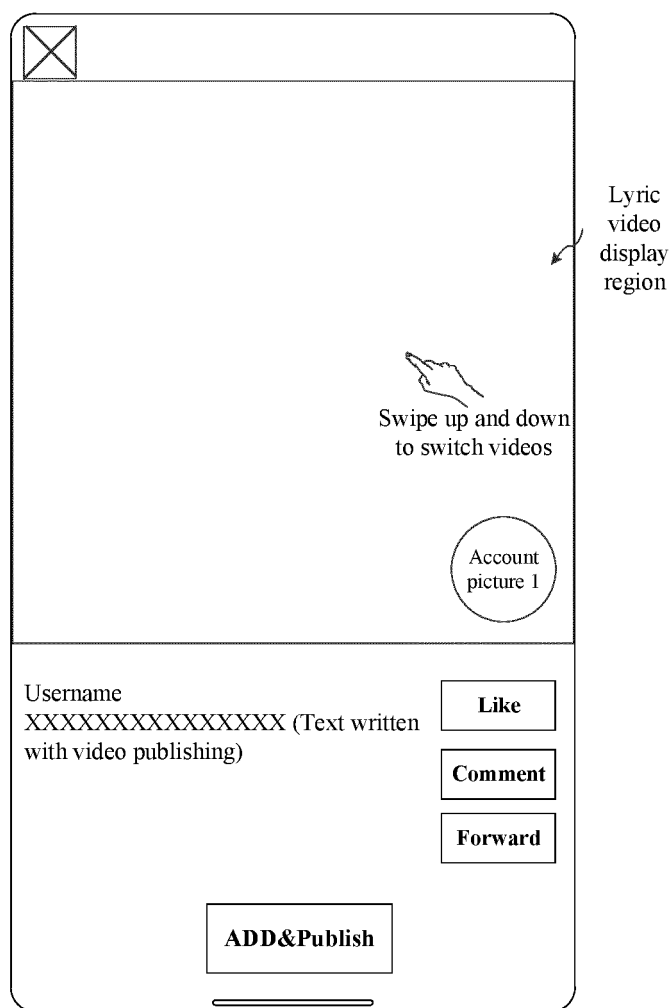 Lyric
video
display
region
Swipe up and down
to switch videos
Account
picture 1
Username
XXXXXXXXXXXXXXX (Text written
with video publishing)
Like
Comment
Forward
ADD&Publish